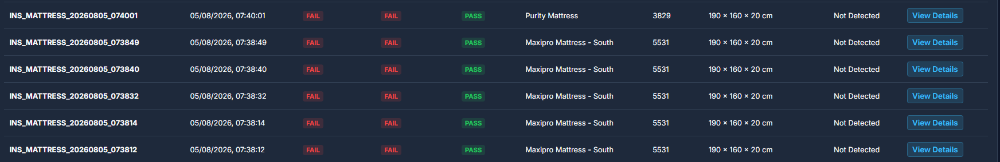 INS_MATTRESS_20260805_074001 05/08/2026, 07:40:01 FAIL FAIL PASS Purity Mattress 3829 190 × 160 × 20 cm Not Detected View Details
INS_MATTRESS_20260805_073849 05/08/2026, 07:38:49 FAIL FAIL PASS Maxipro Mattress - South 5531 190 × 160 × 20 cm Not Detected View Details
INS_MATTRESS_20260805_073840 05/08/2026, 07:38:40 FAIL FAIL PASS Maxipro Mattress - South 5531 190 × 160 × 20 cm Not Detected View Details
INS_MATTRESS_20260805_073832 05/08/2026, 07:38:32 FAIL FAIL PASS Maxipro Mattress - South 5531 190 × 160 × 20 cm Not Detected View Details
INS_MATTRESS_20260805_073814 05/08/2026, 07:38:14 FAIL FAIL PASS Maxipro Mattress - South 5531 190 × 160 × 20 cm Not Detected View Details
INS_MATTRESS_20260805_073812 05/08/2026, 07:38:12 FAIL FAIL PASS Maxipro Mattress - South 5531 190 × 160 × 20 cm Not Detected View Details